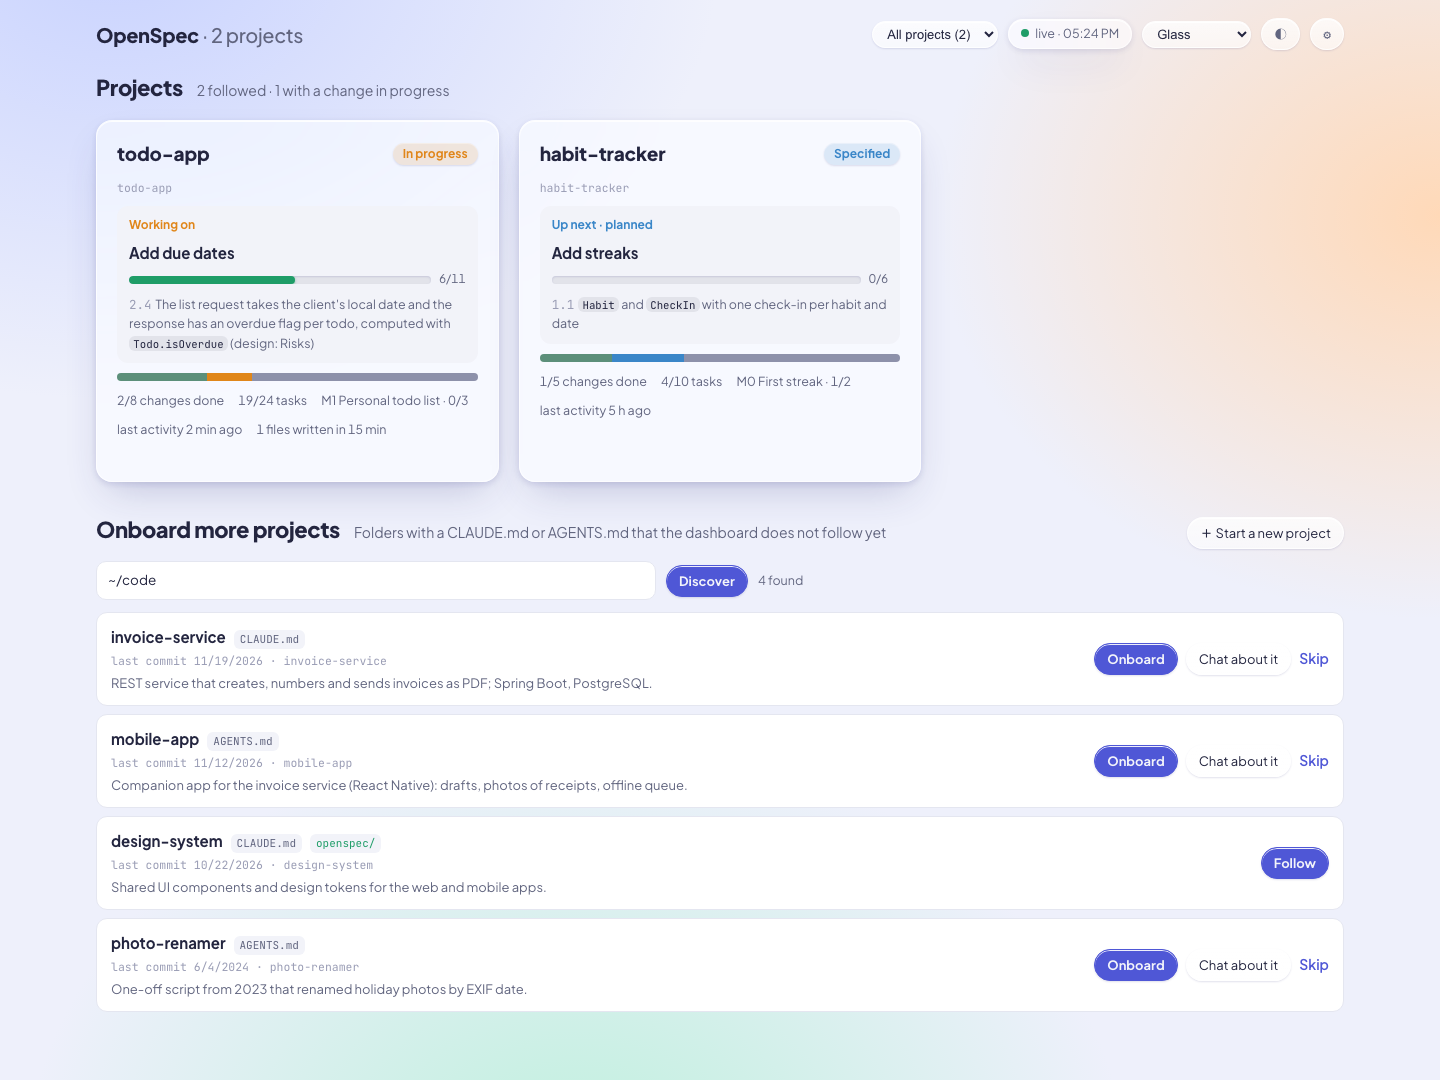 OpenSpec · 2 projects
All projects (2)
live · 05:24 PM
Glass
Projects
2 followed · 1 with a change in progress
todo-app
In progress
todo-app
Working on
Add due dates
6/11
2.4 The list request takes the client's local date and the
response has an overdue flag per todo, computed with
Todo.isOverdue (design: Risks)
2/8 changes done
19/24 tasks
M1 Personal todo list · 0/3
last activity 2 min ago
1 files written in 15 min
habit-tracker
Specified
habit-tracker
Up next · planned
Add streaks
0/6
1.1 Habit and CheckIn with one check-in per habit and
date
1/5 changes done
4/10 tasks
M0 First streak · 1/2
last activity 5 h ago
Onboard more projects
Folders with a CLAUDE.md or AGENTS.md that the dashboard does not follow yet
+ Start a new project
~/code
Discover
4 found
invoice-service CLAUDE.md
last commit 11/19/2026 · invoice-service
REST service that creates, numbers and sends invoices as PDF; Spring Boot, PostgreSQL.
Onboard
Chat about it
Skip
mobile-app AGENTS.md
last commit 11/12/2026 · mobile-app
Companion app for the invoice service (React Native): drafts, photos of receipts, offline queue.
Onboard
Chat about it
Skip
design-system CLAUDE.md openspec/
last commit 10/22/2026 · design-system
Shared UI components and design tokens for the web and mobile apps.
Follow
photo-renamer AGENTS.md
last commit 6/4/2024 · photo-renamer
One-off script from 2023 that renamed holiday photos by EXIF date.
Onboard
Chat about it
Skip